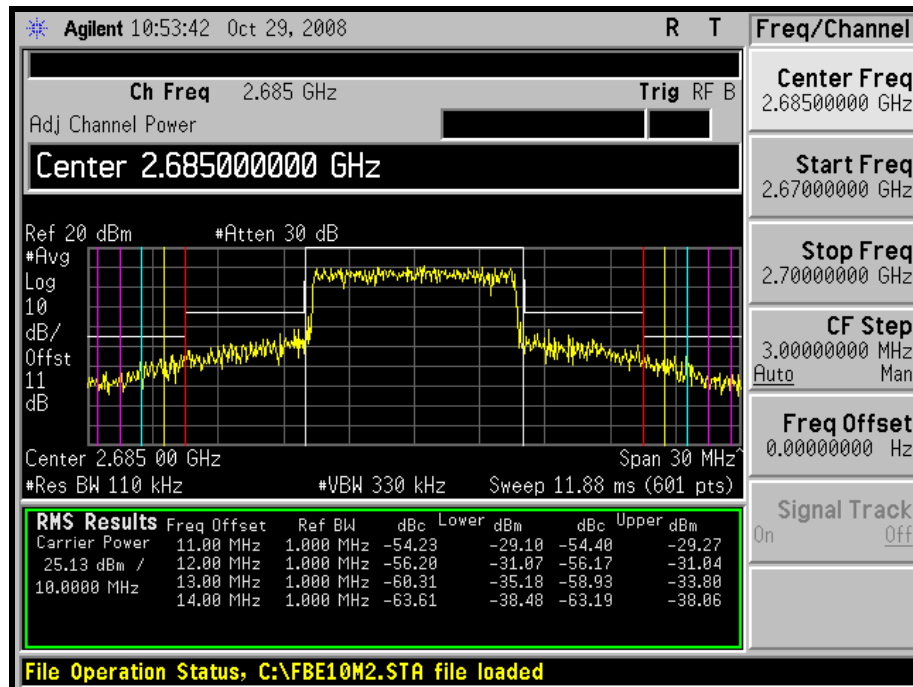 Agilent 10:53:42 Oct 29, 2008 R T
Freq/Channel
Ch Freq 2.685 GHz Trig RF B
Adj Channel Power
Center 2.685000000 GHz
Ref 20 dBm #Atten 30 dB
#Avg
Log
10
dB/
Offst
11
dB
Center 2.685 00 GHz Span 30 MHz^
#Res BW 110 kHz #VBW 330 kHz Sweep 11.88 ms (601 pts)
RMS Results Freq Offset Ref BW dBc Lower dBm dBc Upper dBm
Carrier Power 11.00 MHz 1.000 MHz -54.23 -29.10 -54.40 -29.27
25.13 dBm / 12.00 MHz 1.000 MHz -56.20 -31.07 -56.17 -31.04
10.0000 MHz 13.00 MHz 1.000 MHz -60.31 -35.18 -58.93 -33.80
14.00 MHz 1.000 MHz -63.61 -38.48 -63.19 -38.06
File Operation Status, C:\FBE10M2.STA file loaded
Center Freq
2.68500000 GHz
Start Freq
2.67000000 GHz
Stop Freq
2.70000000 GHz
CF Step
3.00000000 MHz
Auto Man
Freq Offset
0.00000000 Hz
Signal Track
On Off